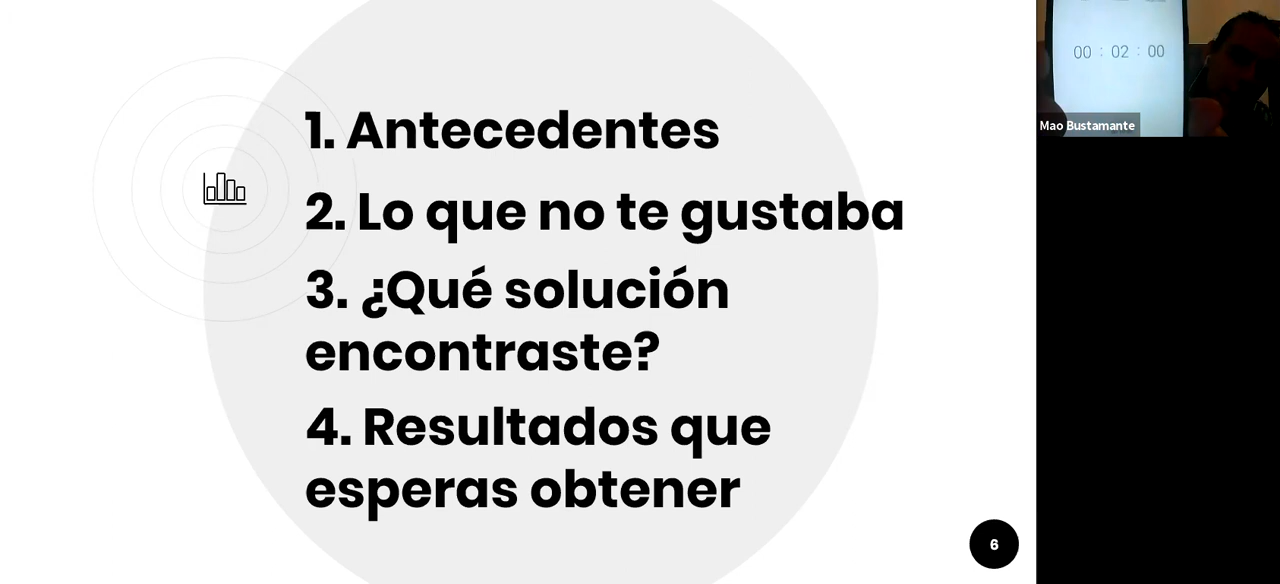 1. Antecedentes
2. Lo que no te gustaba
3. ¿Qué solución
encontraste?
4. Resultados que
esperas obtener
6
00 : 02 : 00
Mao Bustamante